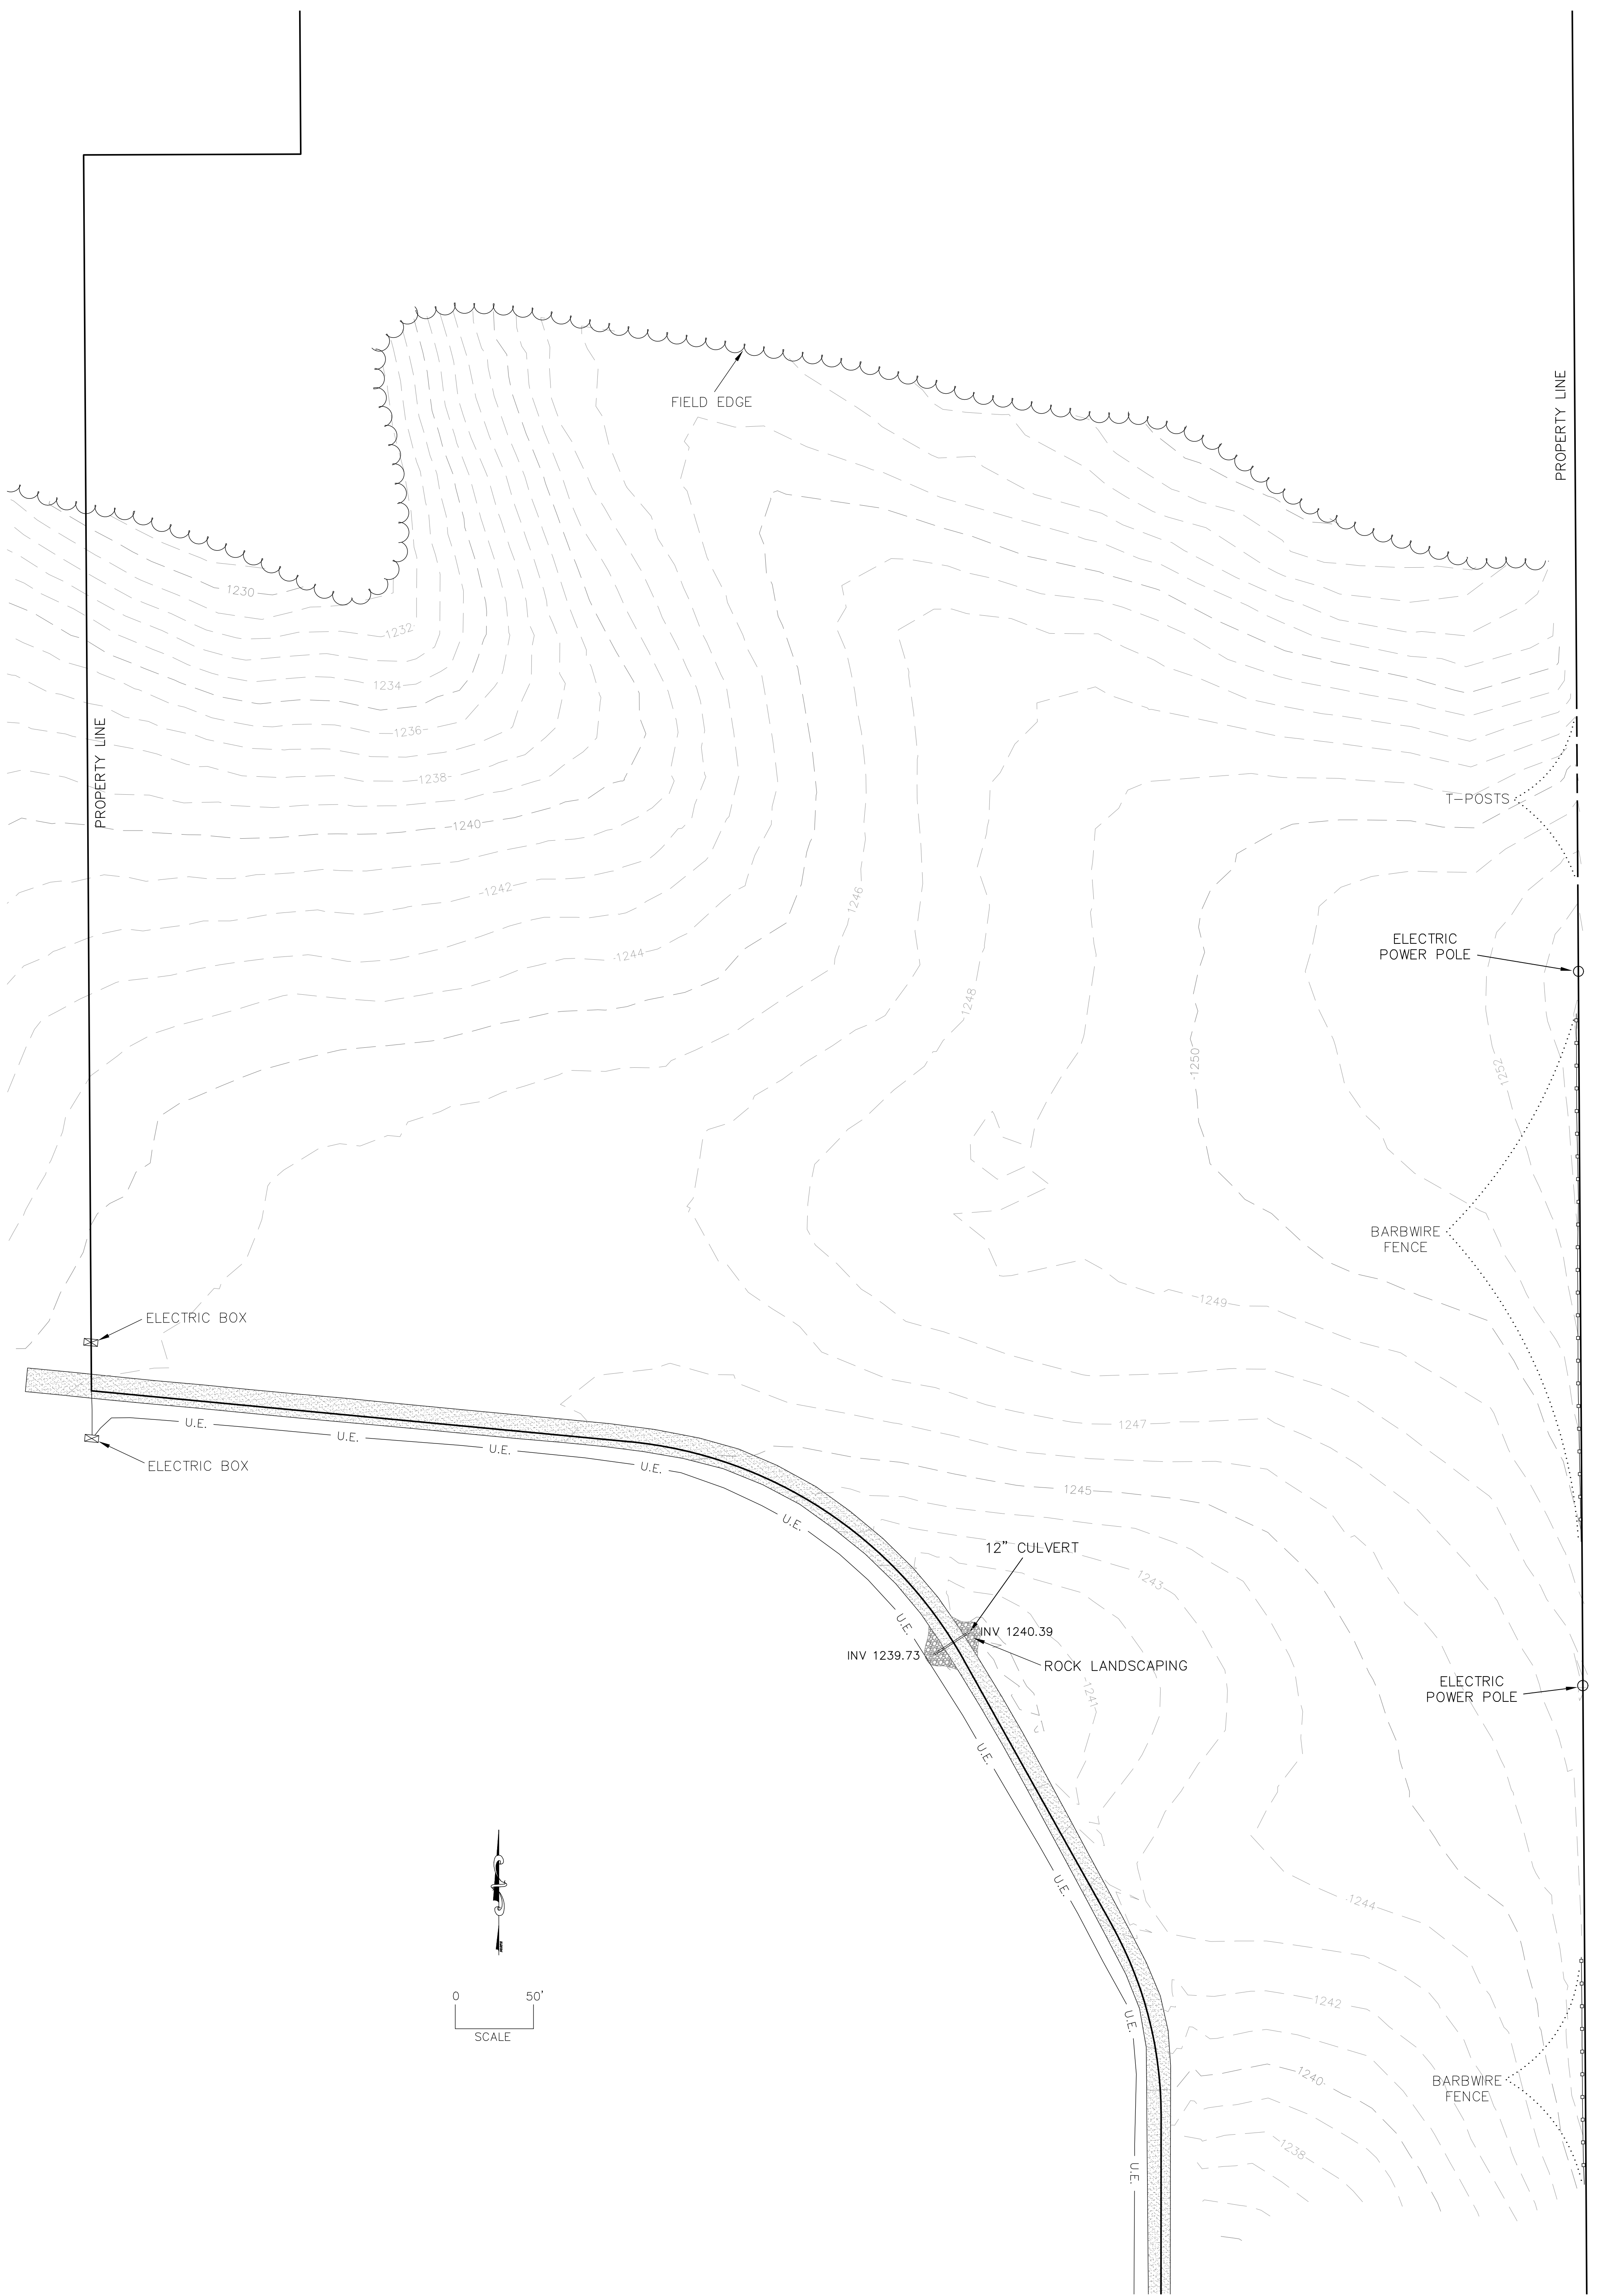 PROPERTY LINE
FIELD EDGE
1230
1232
1234
1236
1238
PROPERTY LINE
T-POSTS
1240
1242
1246
1244
ELECTRIC
POWER POLE
1248
1250
1252
BARBWIRE
FENCE
1249
ELECTRIC BOX
U.E.
U.E.
U.E.
U.E.
1247
ELECTRIC BOX
1245
U.E.
12" CULVERT
1243
U.E.
INV 1240.39
INV 1239.73
ROCK LANDSCAPING
1241
ELECTRIC
POWER POLE
U.E.
U.E.
1244
0 50'
SCALE
1242
U.E.
1240
BARBWIRE
FENCE
1238
U.E.